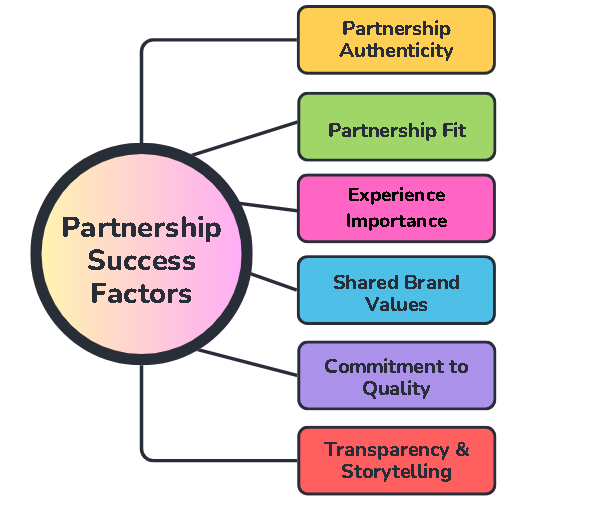 Partnership
Authenticity
Partnership Fit
Experience
Importance
Partnership
Success
Factors
Shared Brand
Values
Commitment to
Quality
Transparency &
Storytelling